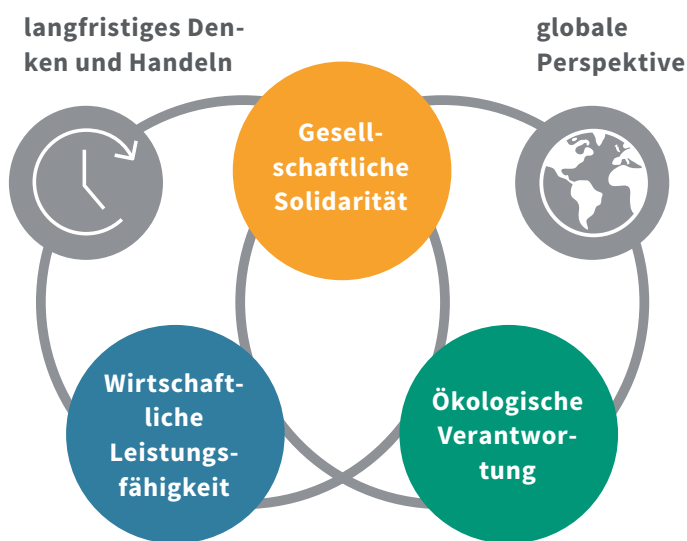 langfristiges Den-
ken und Handeln
globale
Perspektive
Gesell-
schaftliche
Solidarität
Wirtschaft-
liche
Leistungs-
fähigkeit
Ökologische
Verantwor-
tung